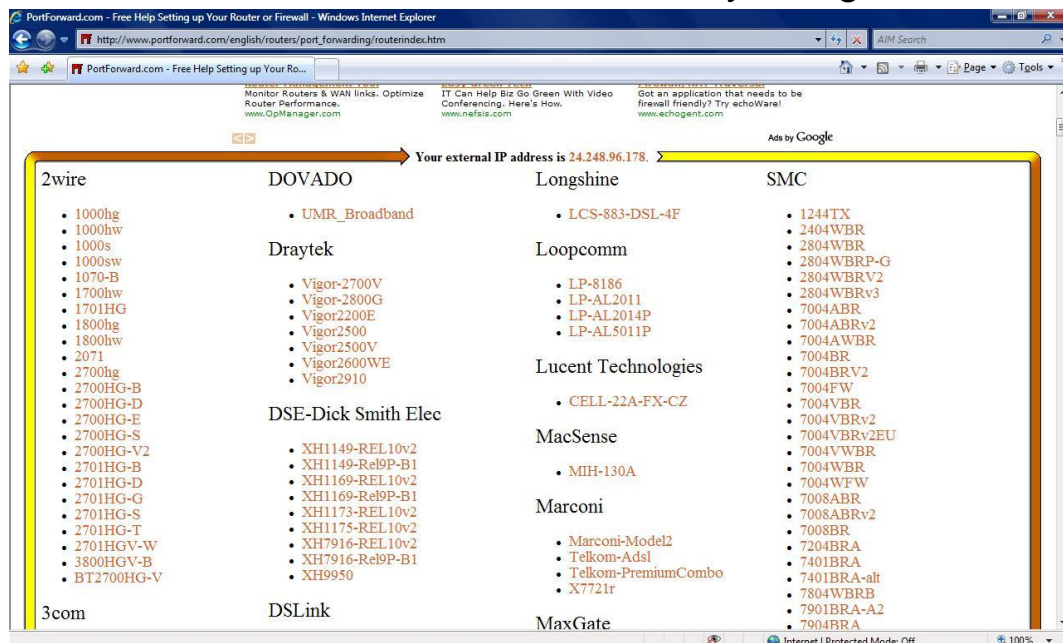 PortForward.com - Free Help Setting up Your Router or Firewall - Windows Internet Explorer
http://www.portforward.com/english/routers/port_forwarding/routerindex.htm
AIM Search
PortForward.com - Free Help Setting up Your Ro...
Page
Tools
Monitor Routers & WAN links. Optimize
Router Performance.
www.OpManager.com
IT Can Help Biz Go Green With Video
Conferencing. Here's How.
www.nefsis.com
Got an application that needs to be
firewall friendly? Try echoWare!
www.echogent.com
Ads by Google
Your external IP address is 24.248.96.178.
2wire
1000hg
1000hw
1000s
1000sw
1070-B
1700hw
1701HG
1800hg
1800hw
2071
2700hg
2700HG-B
2700HG-D
2700HG-E
2700HG-S
2700HG-V2
2701HG-B
2701HG-D
2701HG-G
2701HG-S
2701HG-T
2701HGV-W
3800HGV-B
BT2700HG-V
3com
DOVADO
UMR_Broadband
Draytek
Vigor-2700V
Vigor-2800G
Vigor2200E
Vigor2500
Vigor2500V
Vigor2600WE
Vigor2910
DSE-Dick Smith Elec
XH1149-REL10v2
XH1149-Rel9P-B1
XH1169-REL10v2
XH1169-Rel9P-B1
XH1173-REL10v2
XH1175-REL10v2
XH7916-REL10v2
XH7916-Rel9P-B1
XH9950
DSLink
Longshine
LCS-883-DSL-4F
Loopcomm
LP-8186
LP-AL2011
LP-AL2014P
LP-AL5011P
Lucent Technologies
CELL-22A-FX-CZ
MacSense
MIH-130A
Marconi
Marconi-Model2
Telkom-Adsl
Telkom-PremiumCombo
X7721r
MaxGate
SMC
1244TX
2404WBR
2804WBR
2804WBRP-G
2804WBRV2
2804WBRv3
7004ABR
7004ABRv2
7004AWBR
7004BR
7004BRV2
7004FW
7004VBR
7004VBRv2
7004VBRv2EU
7004VWBR
7004WBR
7004WFW
7008ABR
7008ABRv2
7008BR
7204BRA
7401BRA
7401BRA-alt
7804WBRB
7901BRA-A2
7904BRA
Internet | Protected Mode: Off
100%